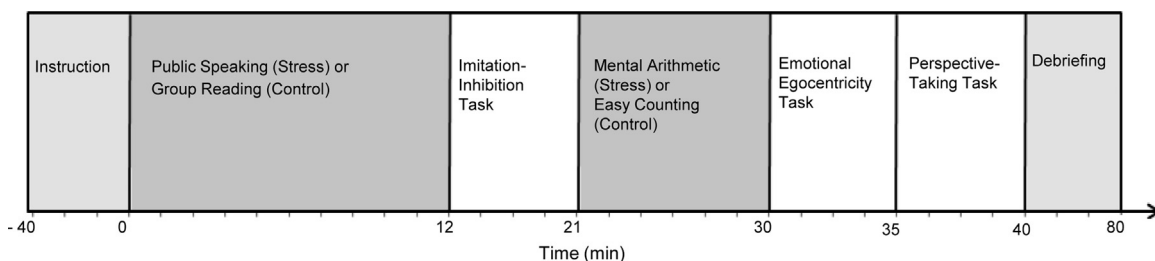 Instruction
Public Speaking (Stress) or
Group Reading (Control)
Imitation-
Inhibition
Task
Mental Arithmetic
(Stress) or
Easy Counting
(Control)
Emotional
Egocentricity
Task
Perspective-
Taking Task
Debriefing
- 40 0 12 21 30 35 40 80
Time (min)